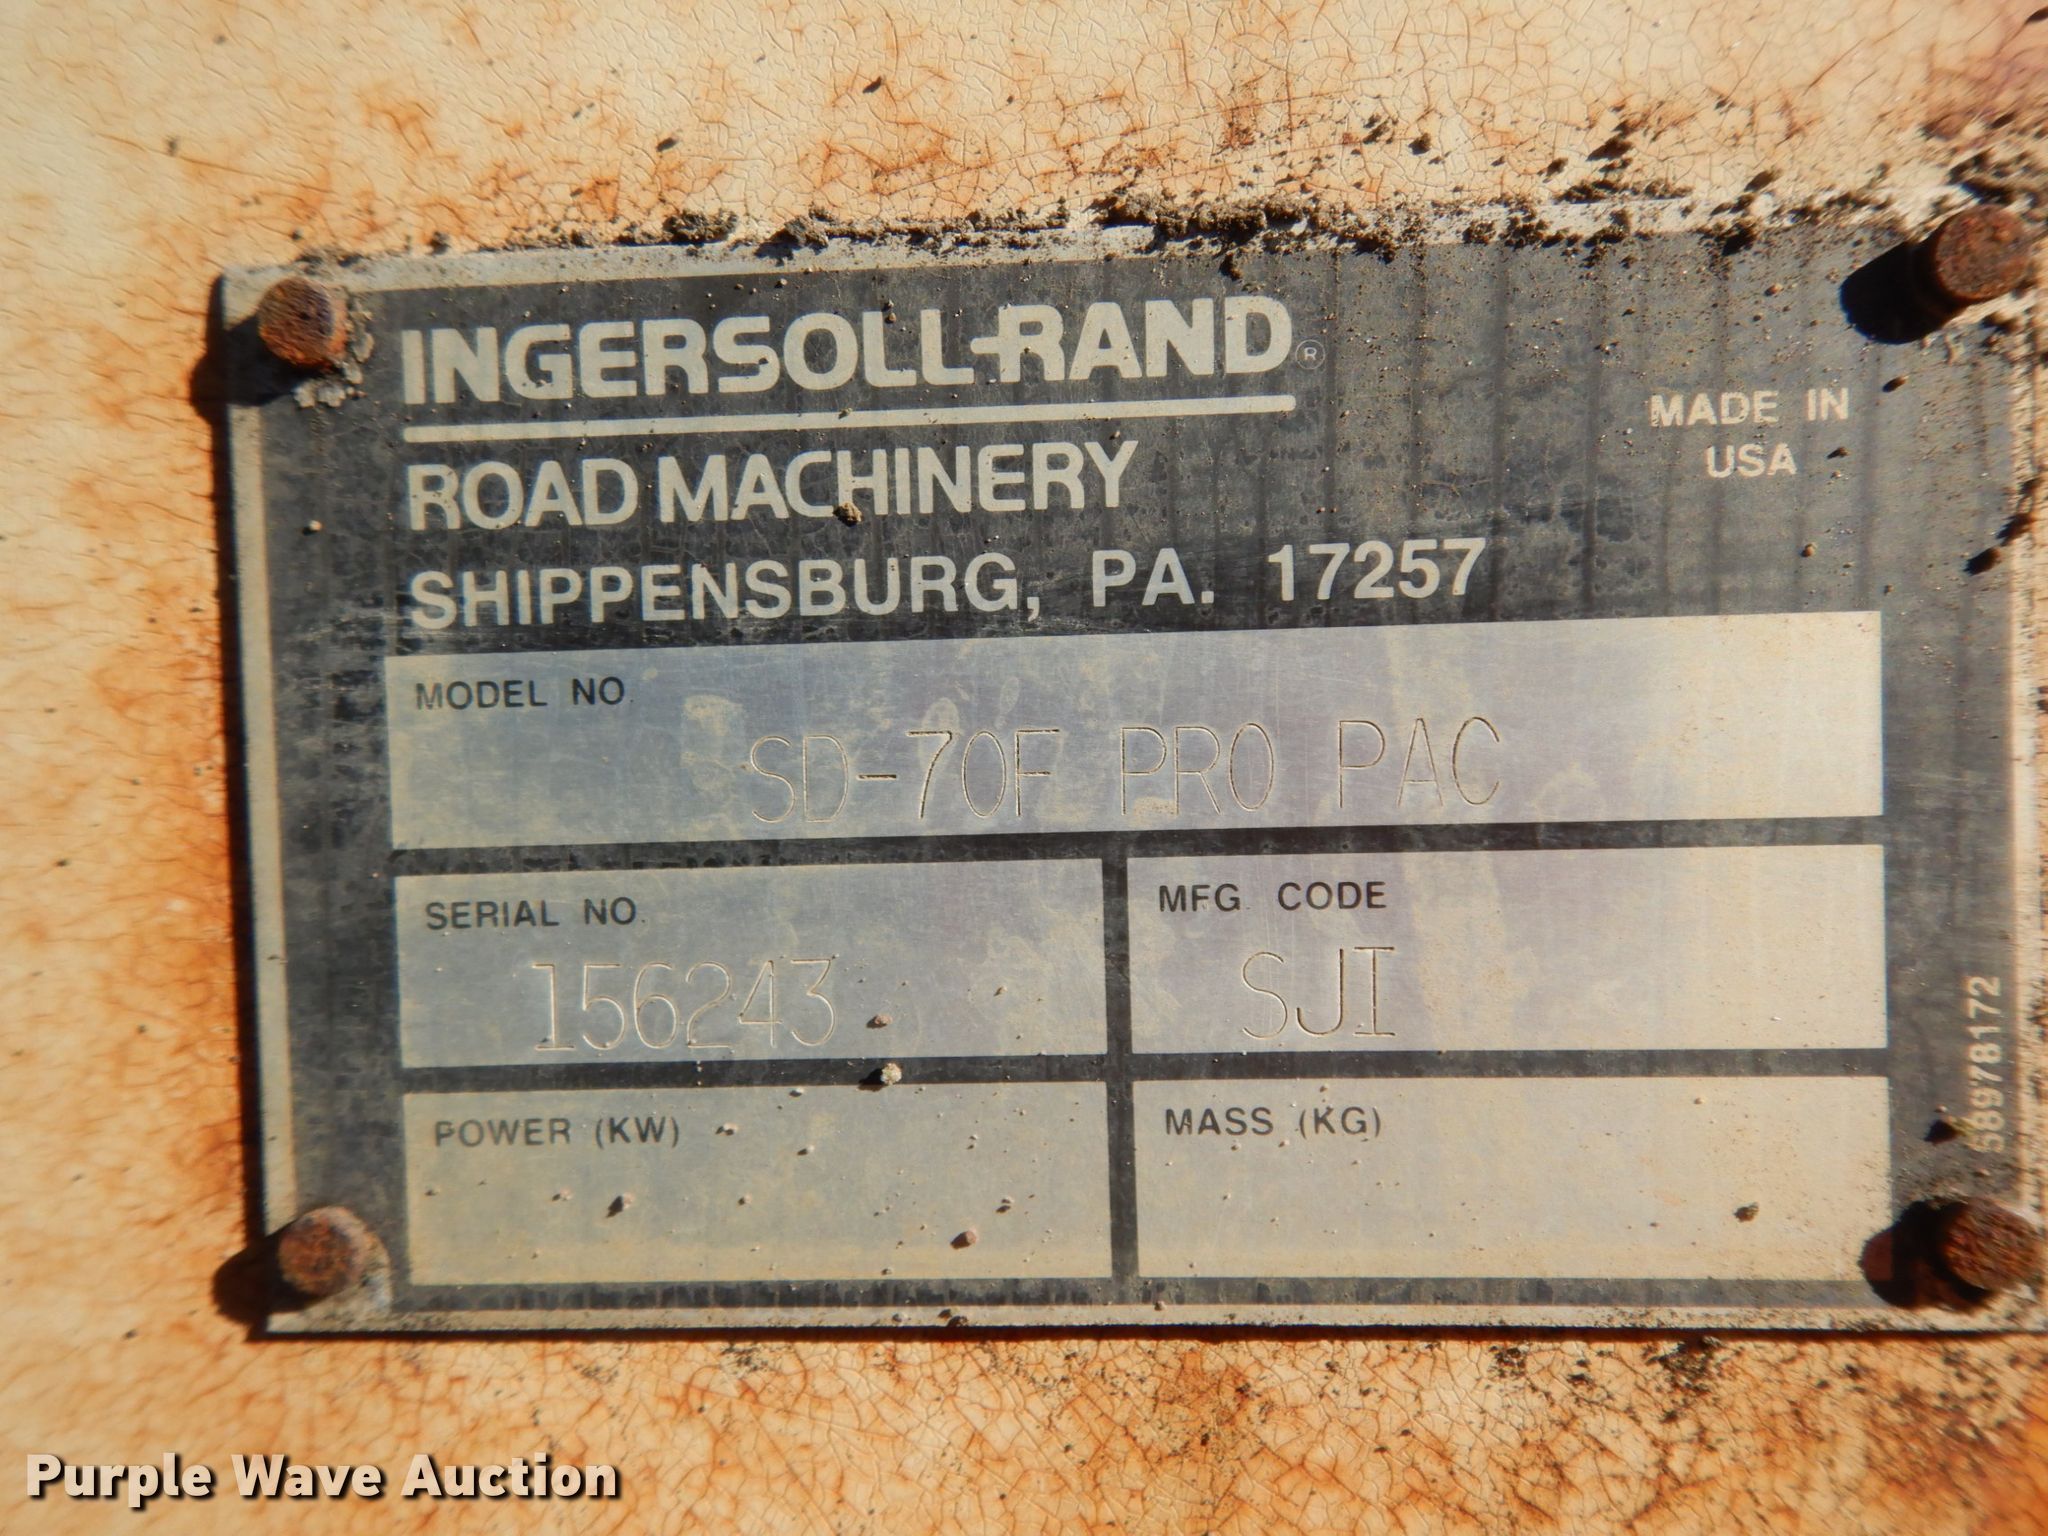 INGERSOLL-RAND®
ROAD MACHINERY
SHIPPENSBURG, PA. 17257
MADE IN
USA
MODEL NO.
SD-70F PRO PAC
SERIAL NO.
156243
MFG. CODE
SJI
POWER (KW)
MASS (KG)
58978172
Purple Wave Auction